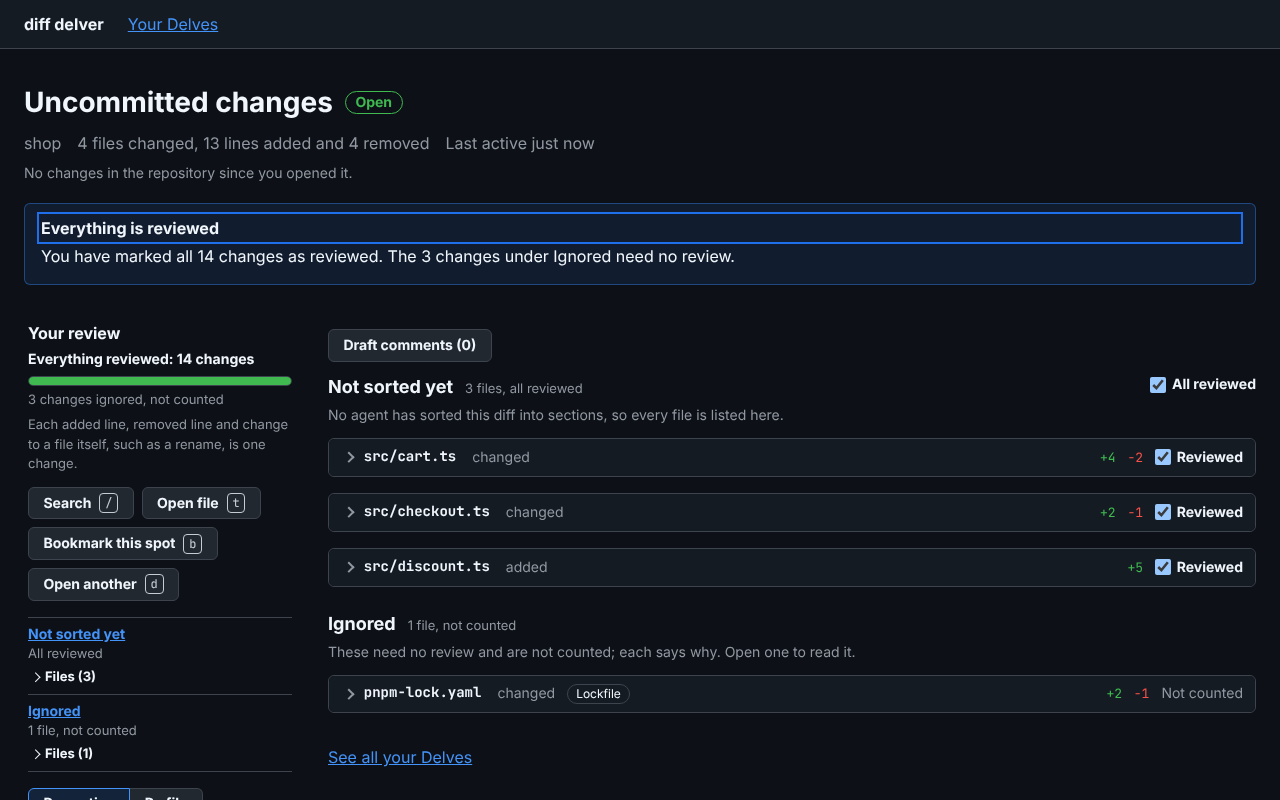 diff delver Your Delves
Uncommitted changes Open
shop 4 files changed, 13 lines added and 4 removed Last active just now
No changes in the repository since you opened it.
Everything is reviewed
You have marked all 14 changes as reviewed. The 3 changes under Ignored need no review.
Your review
Everything reviewed: 14 changes
3 changes ignored, not counted
Each added line, removed line and change
to a file itself, such as a rename, is one
change.
Search /
Open file t
Bookmark this spot b
Open another d
Not sorted yet
All reviewed
Files (3)
Ignored
1 file, not counted
Files (1)
Draft comments (0)
Not sorted yet 3 files, all reviewed All reviewed
No agent has sorted this diff into sections, so every file is listed here.
src/cart.ts changed +4 -2 Reviewed
src/checkout.ts changed +2 -1 Reviewed
src/discount.ts added +5 Reviewed
Ignored 1 file, not counted
These need no review and are not counted; each says why. Open one to read it.
pnpm-lock.yaml changed Lockfile +2 -1 Not counted
See all your Delves